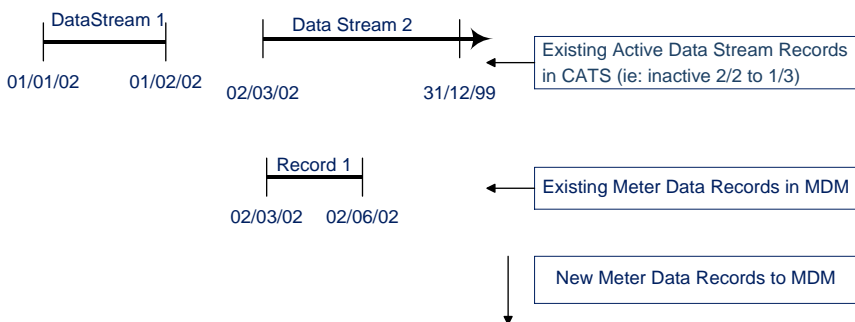 DataStream 1
Data Stream 2
01/01/02
01/02/02
02/03/02
31/12/99
Existing Active Data Stream Records
in CATS (ie: inactive 2/2 to 1/3)
Record 1
02/03/02
02/06/02
Existing Meter Data Records in MDM
New Meter Data Records to MDM